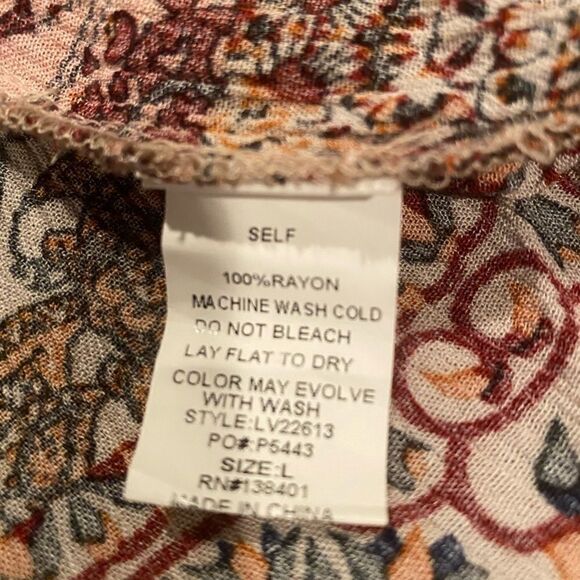 SELF
100%RAYON
MACHINE WASH COLD
DO NOT BLEACH
LAY FLAT TO DRY
COLOR MAY EVOLVE
WITH WASH
STYLE:LV22613
PO#:P5443
SIZE:L
RN#138401
MADE IN CHINA